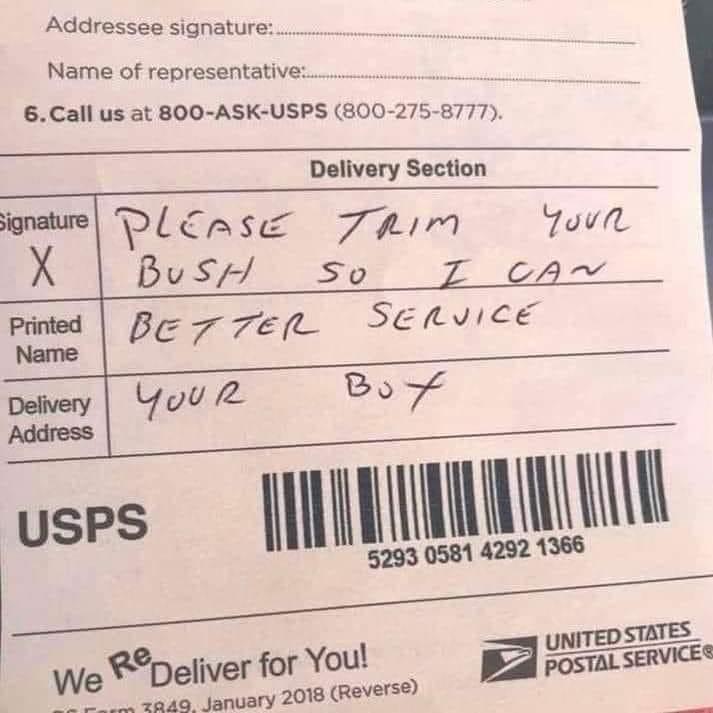 Addressee signature:
Name of representative:
6. Call us at 800-ASK-USPS (800-275-8777).
Delivery Section
Signature PLEASE TRIM YOUR
X BUSH SO I CAN
Printed Name BETTER SERVICE
Delivery Address YOUR BOX
USPS
5293 0581 4292 1366
We ReDeliver for You!
UNITED STATES
POSTAL SERVICE®
Form 3849, January 2018 (Reverse)